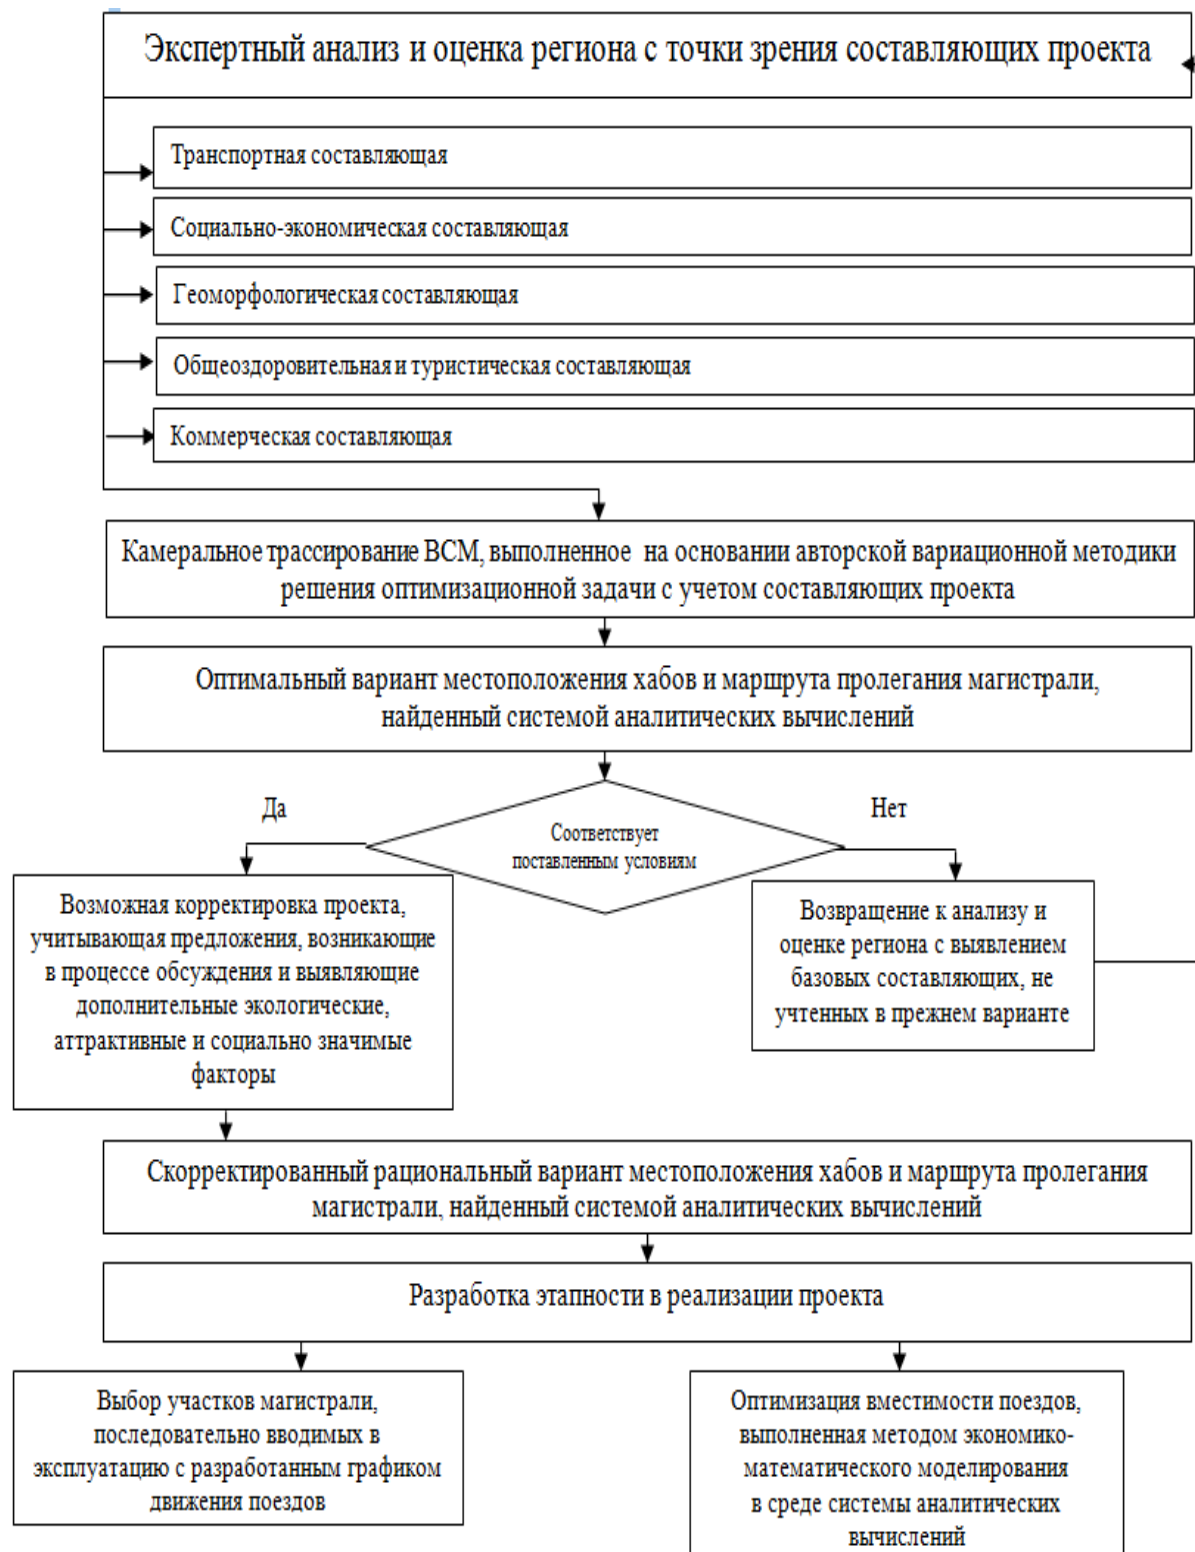 Экспертный анализ и оценка региона с точки зрения составляющих проекта
Транспортная составляющая
Социально-экономическая составляющая
Геоморфологическая составляющая
Общеоздоровительная и туристическая составляющая
Коммерческая составляющая
Камеральное трассирование ВСМ, выполненное на основании авторской вариационной методики
решения оптимизационной задачи с учетом составляющих проекта
Оптимальный вариант местоположения хабов и маршрута пролегания магистрали,
найденный системой аналитических вычислений
Да
Нет
Соответствует
поставленным условиям
Возможная корректировка проекта,
учитывающая предложения, возникающие
в процессе обсуждения и выявляющие
дополнительные экологические,
аттрактивные и социально значимые
факторы
Возвращение к анализу и
оценке региона с выявлением
базовых составляющих, не
учтенных в прежнем варианте
Скорректированный рациональный вариант местоположения хабов и маршрута пролегания
магистрали, найденный системой аналитических вычислений
Разработка этапности в реализации проекта
Выбор участков магистрали,
последовательно вводимых в
эксплуатацию с разработанным графиком
движения поездов
Оптимизация вместимости поездов,
выполненная методом экономико-
математического моделирования
в среде системы аналитических
вычислений